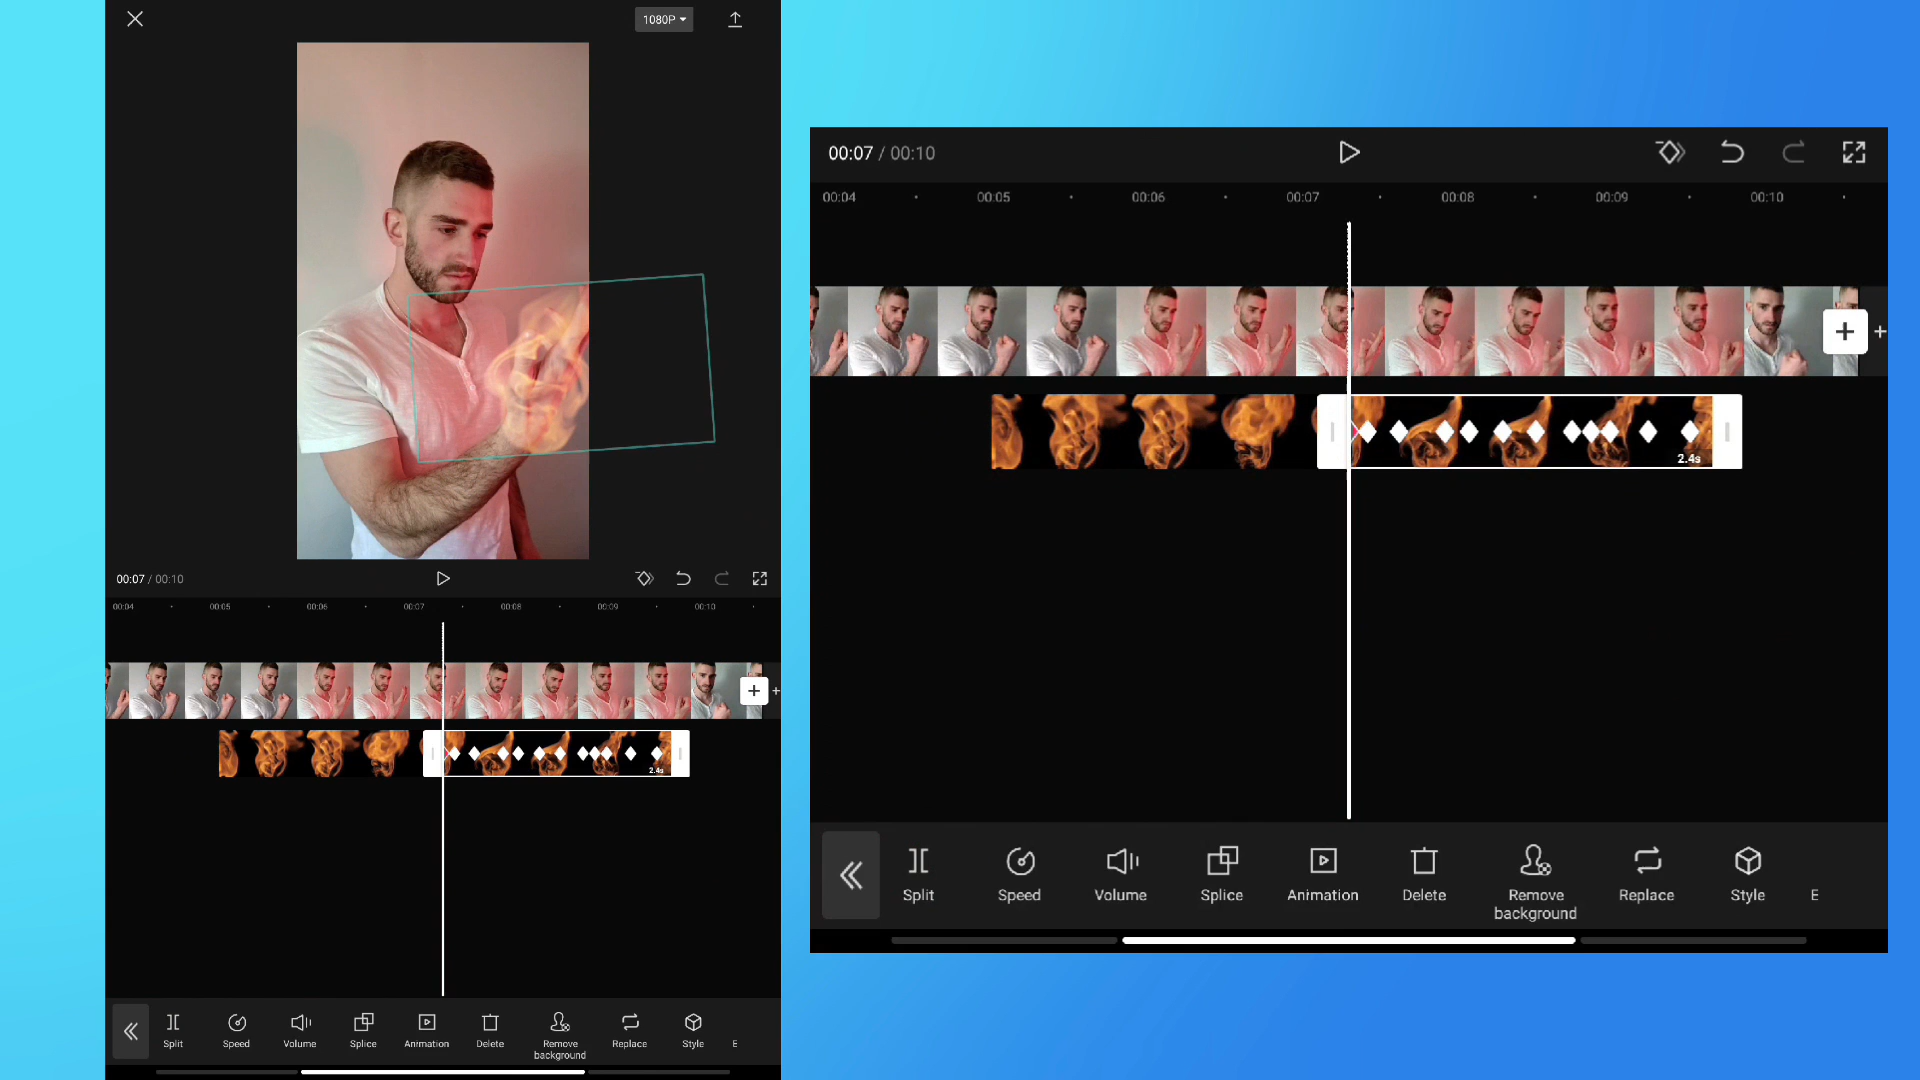 1080P
00:07 / 00:10
00:04 00:05 00:06 00:07 00:08 00:09 00:10
2.4s
Split Speed Volume Splice Animation Delete Remove background Replace Style E
00:07 / 00:10
00:04 00:05 00:06 00:07 00:08 00:09 00:10
2.4s
Split Speed Volume Splice Animation Delete Remove background Replace Style E